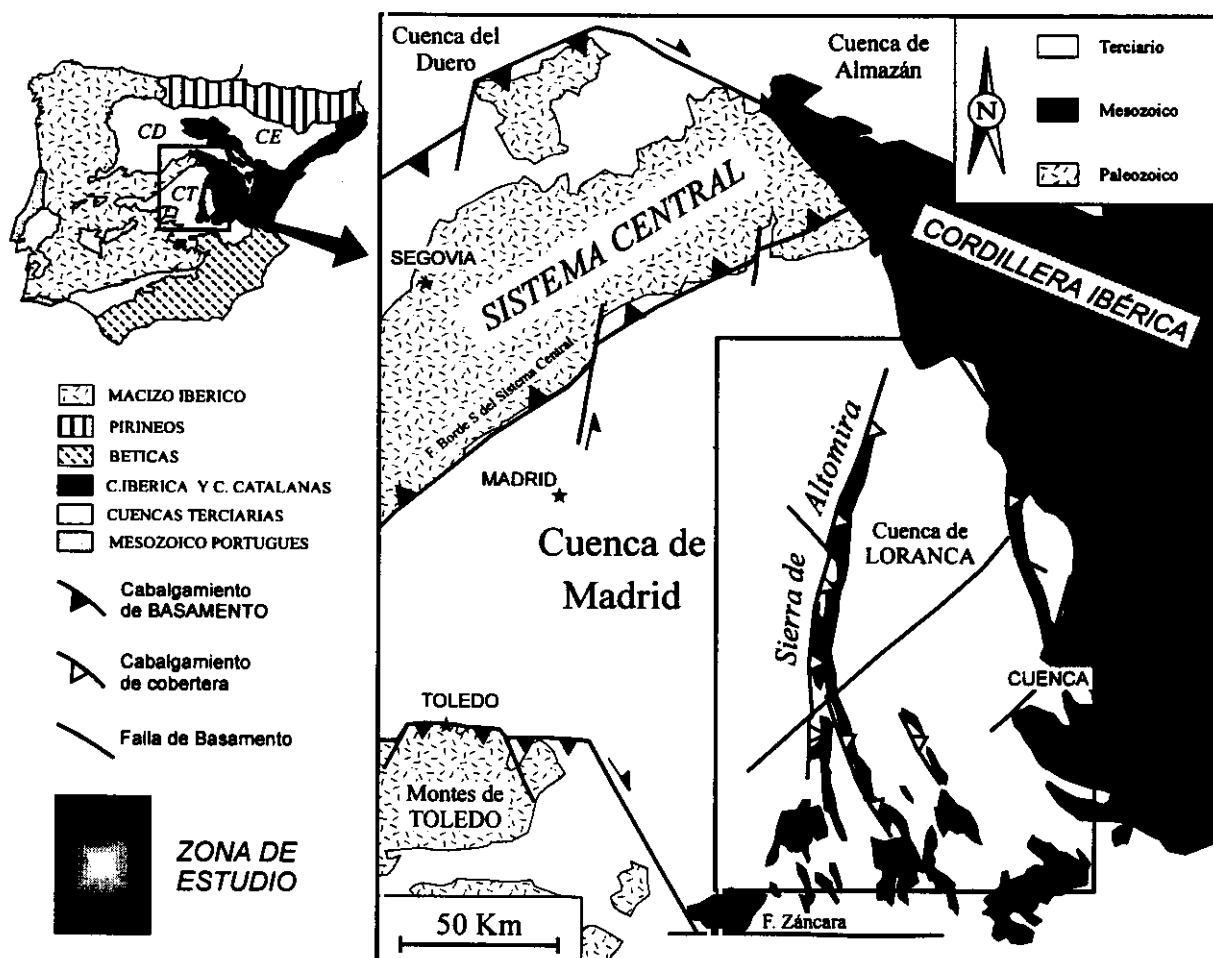 CD
CE
CT
MACIZO IBERICO
PIRINEOS
BETICAS
C.IBERICA Y C. CATALANAS
CUENCAS TERCIARIAS
MESOZOICO PORTUGUES
Cabalgamiento
de BASAMENTO
Cabalgamiento
de cobertera
Falla de Basamento
ZONA DE
ESTUDIO
Cuenca del
Duero
Cuenca de
Almazán
N
Terciario
Mesozoico
Paleozoico
SISTEMA CENTRAL
CORDILLERA IBÉRICA
SEGOVIA
F. Borde S del Sistema Central
MADRID
Cuenca de
Madrid
Sierra de Altomira
Cuenca de
LORANCA
CUENCA
TOLEDO
Montes de
TOLEDO
50 Km
F. Záncara